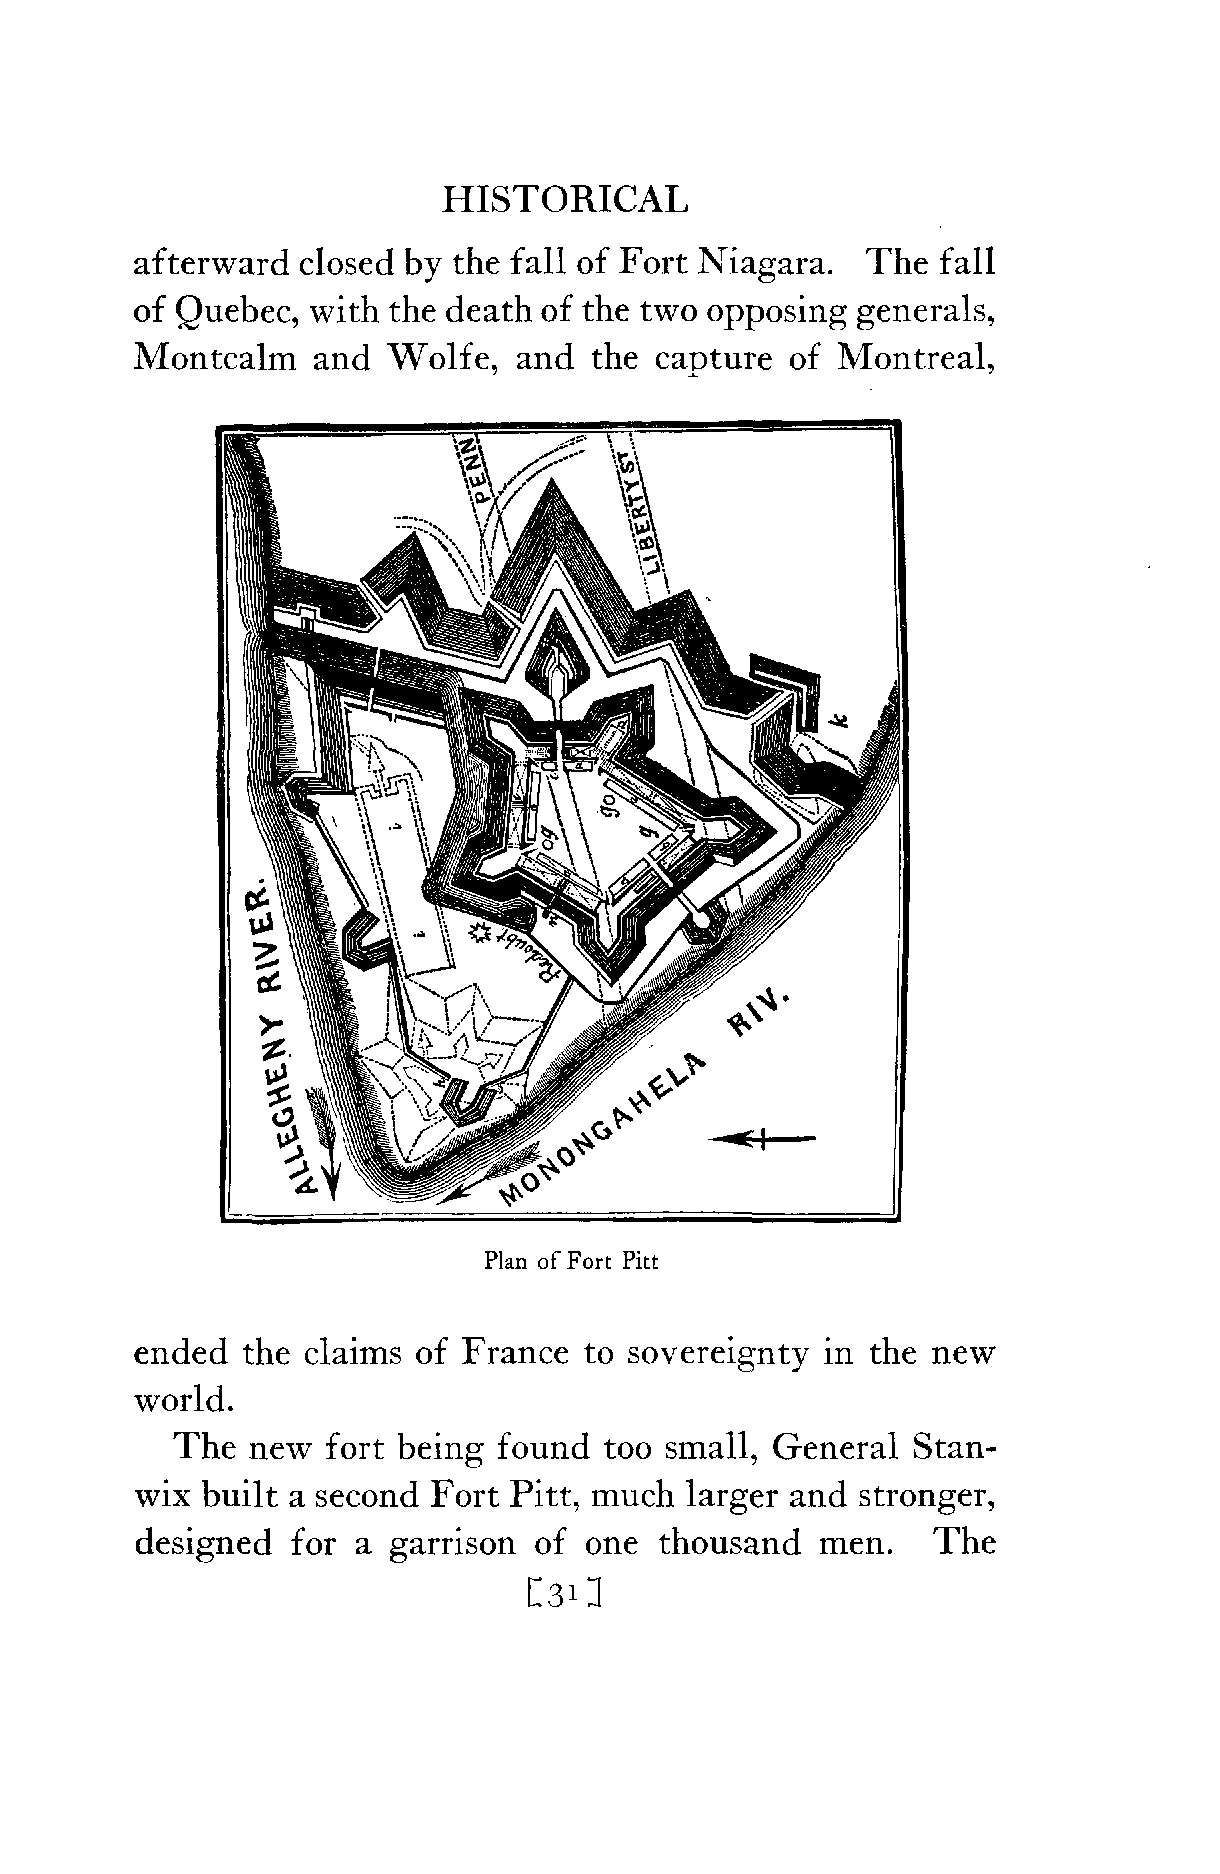 HISTORICAL
afterward closed by the fall of Fort Niagara. The fall
of Quebec, with the death of the two opposing generals,
Montcalm and Wolfe, and the capture of Montreal,
PENN
LIBERTY ST
k
go
g
og
Redoubt
h
ALLEGHENY RIVER.
MONONGAHELA RIV.
Plan of Fort Pitt
ended the claims of France to sovereignty in the new
world.
The new fort being found too small, General Stan-
wix built a second Fort Pitt, much larger and stronger,
designed for a garrison of one thousand men. The
[31]